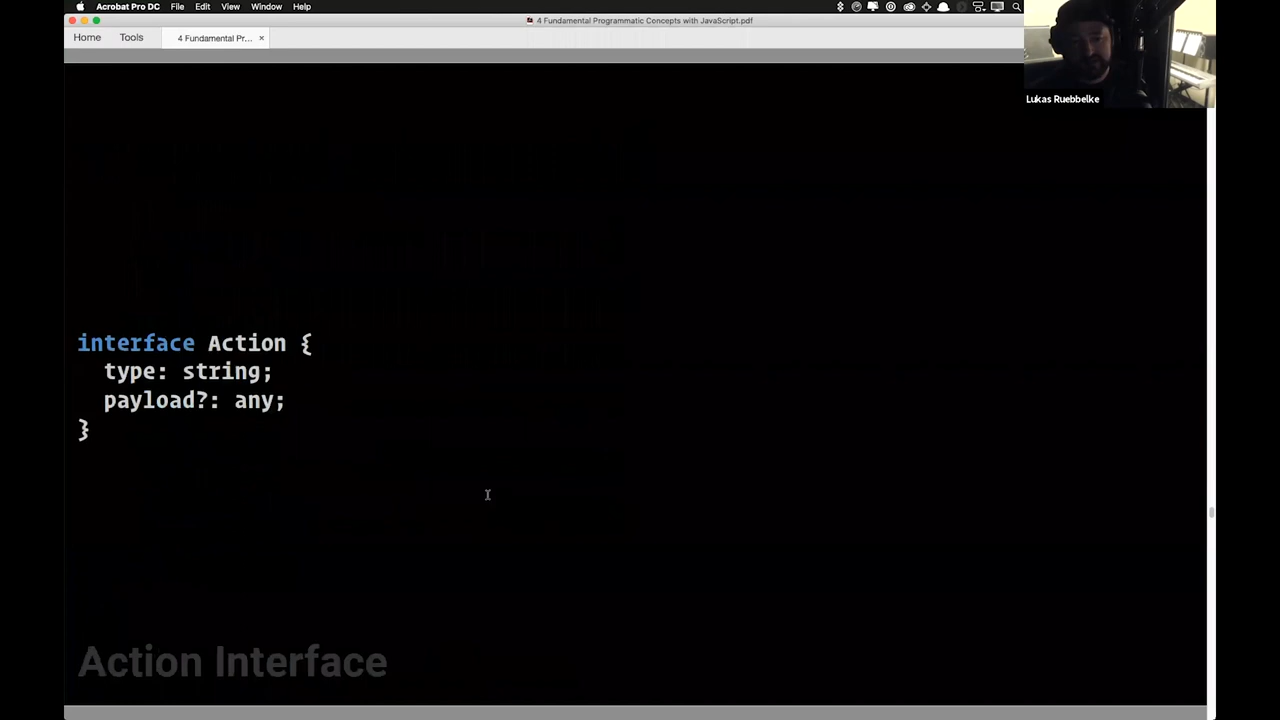 Acrobat Pro DC File Edit View Window Help
4 Fundamental Programmatic Concepts with JavaScript.pdf
Home Tools 4 Fundamental Pr... ×
Lukas Ruebbelke
interface Action {
type: string;
payload?: any;
}
Action Interface